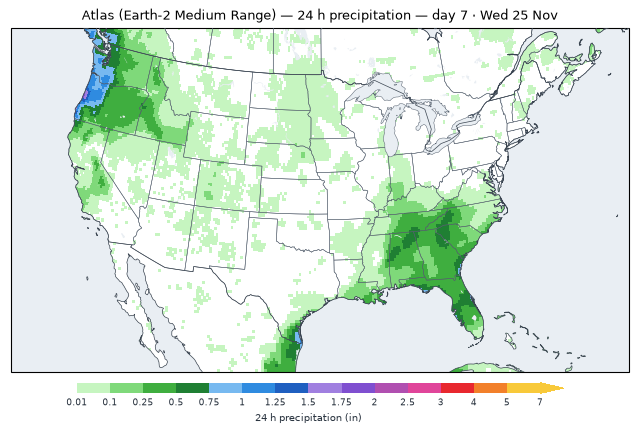 Atlas (Earth-2 Medium Range) — 24 h precipitation — day 7 · Wed 25 Nov
0.01 0.1 0.25 0.5 0.75 1 1.25 1.5 1.75 2 2.5 3 4 5 7
24 h precipitation (in)